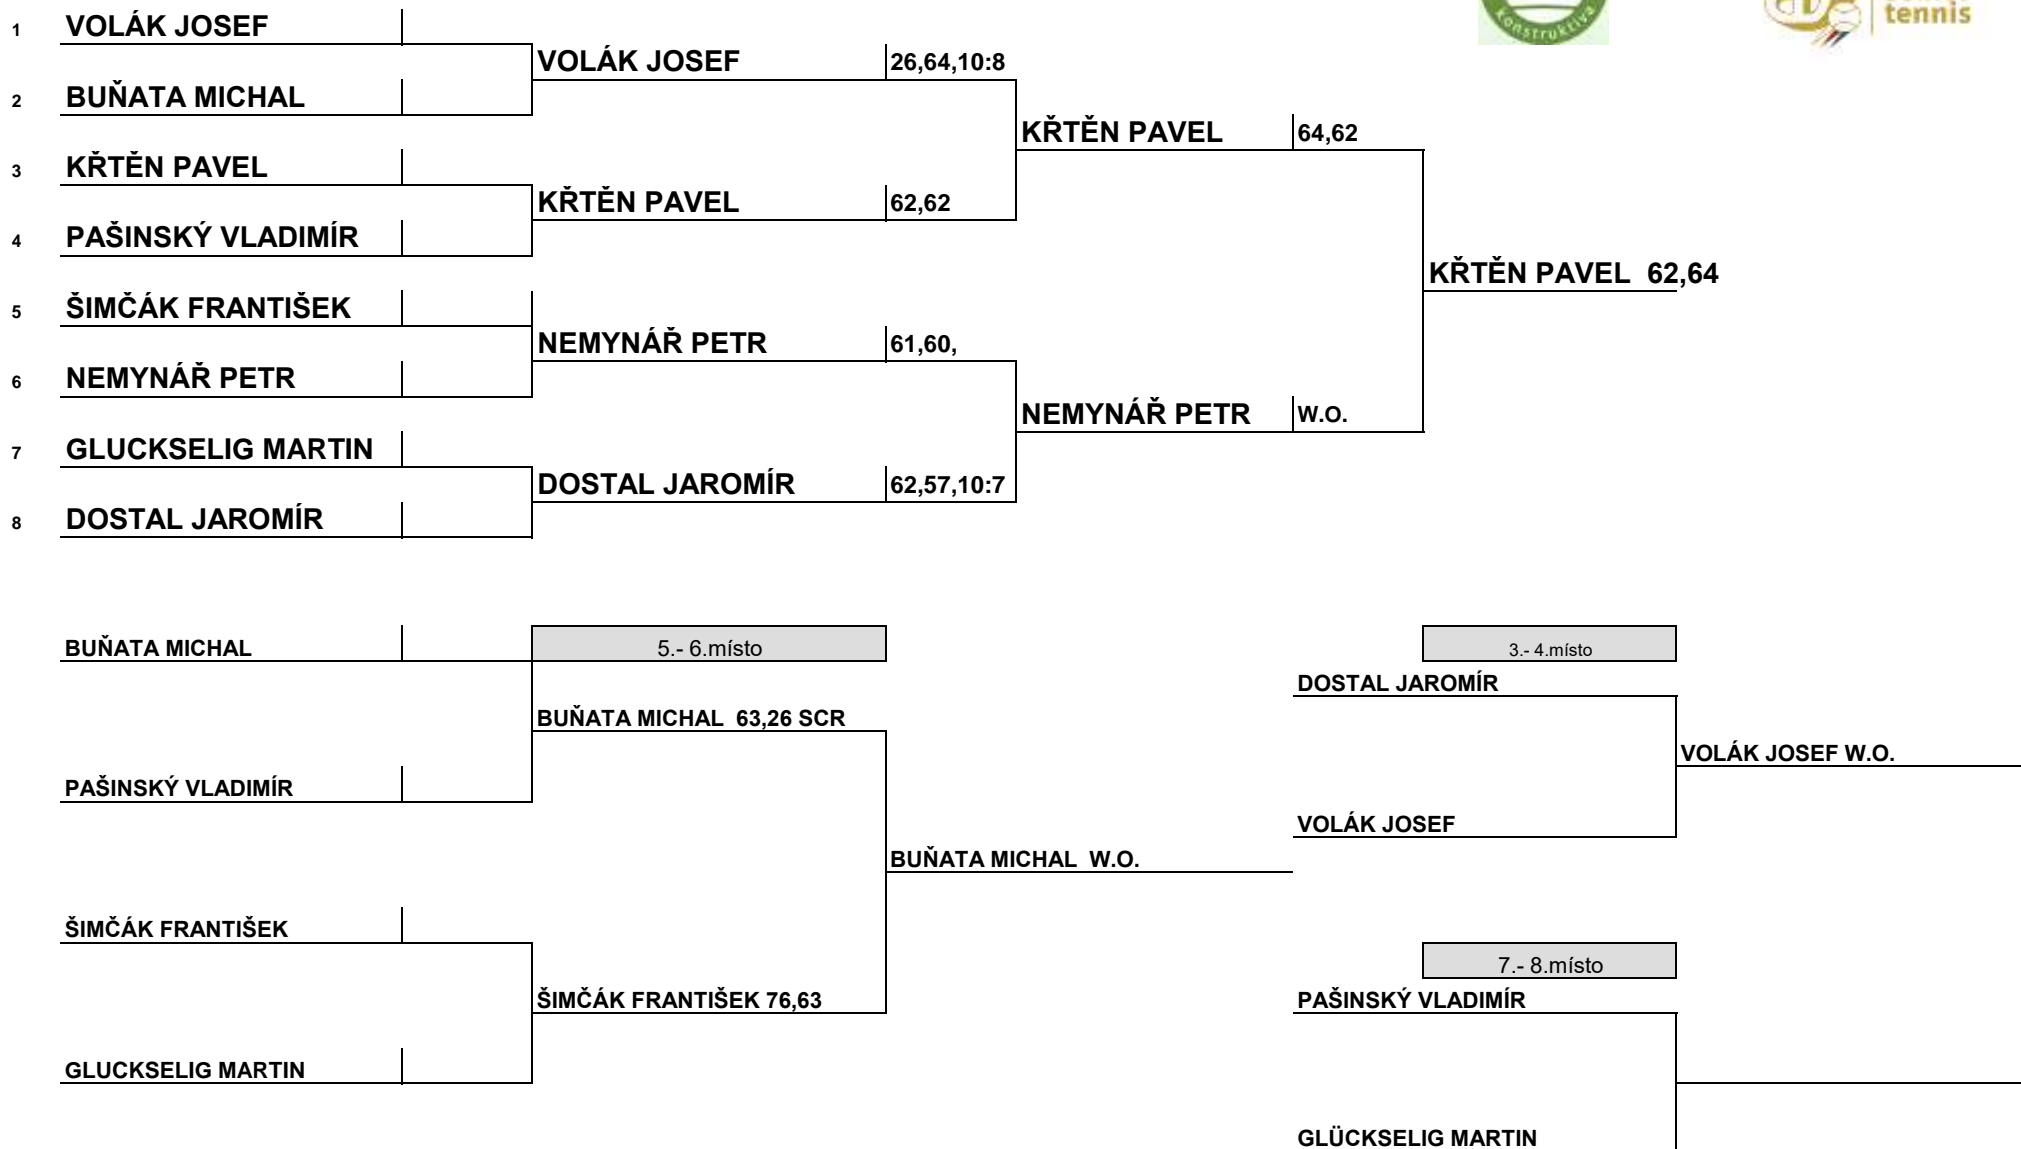 konstruktiva
tennis
1 VOLÁK JOSEF
VOLÁK JOSEF 26,64,10:8
2 BUŇATA MICHAL
KŘTĚN PAVEL 64,62
3 KŘTĚN PAVEL
KŘTĚN PAVEL 62,62
4 PAŠINSKÝ VLADIMÍR
KŘTĚN PAVEL 62,64
5 ŠIMČÁK FRANTIŠEK
NEMYNÁŘ PETR 61,60,
6 NEMYNÁŘ PETR
NEMYNÁŘ PETR W.O.
7 GLUCKSELIG MARTIN
DOSTAL JAROMÍR 62,57,10:7
8 DOSTAL JAROMÍR
BUŇATA MICHAL 5.- 6.místo 3.- 4.místo
DOSTAL JAROMÍR
BUŇATA MICHAL 63,26 SCR
VOLÁK JOSEF W.O.
PAŠINSKÝ VLADIMÍR
VOLÁK JOSEF
BUŇATA MICHAL W.O.
ŠIMČÁK FRANTIŠEK
7.- 8.místo
ŠIMČÁK FRANTIŠEK 76,63 PAŠINSKÝ VLADIMÍR
GLUCKSELIG MARTIN
GLÜCKSELIG MARTIN